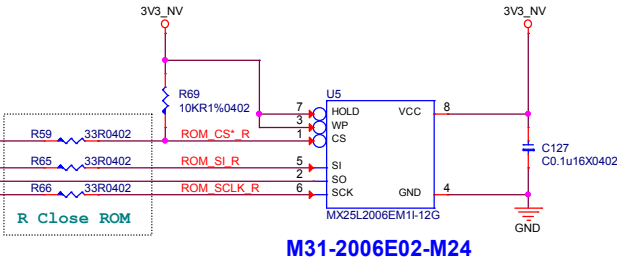 3V3_NV
3V3_NV
R69
10KR1%0402
U5
7 HOLD VCC 8
3 WP
R59 33R0402 ROM_CS*_R 1 CS
C127
C0.1u16X0402
R65 33R0402 ROM_SI_R 5 SI
2 SO
R66 33R0402 ROM_SCLK_R 6 SCK GND 4
R Close ROM
MX25L2006EM1I-12G
GND
M31-2006E02-M24